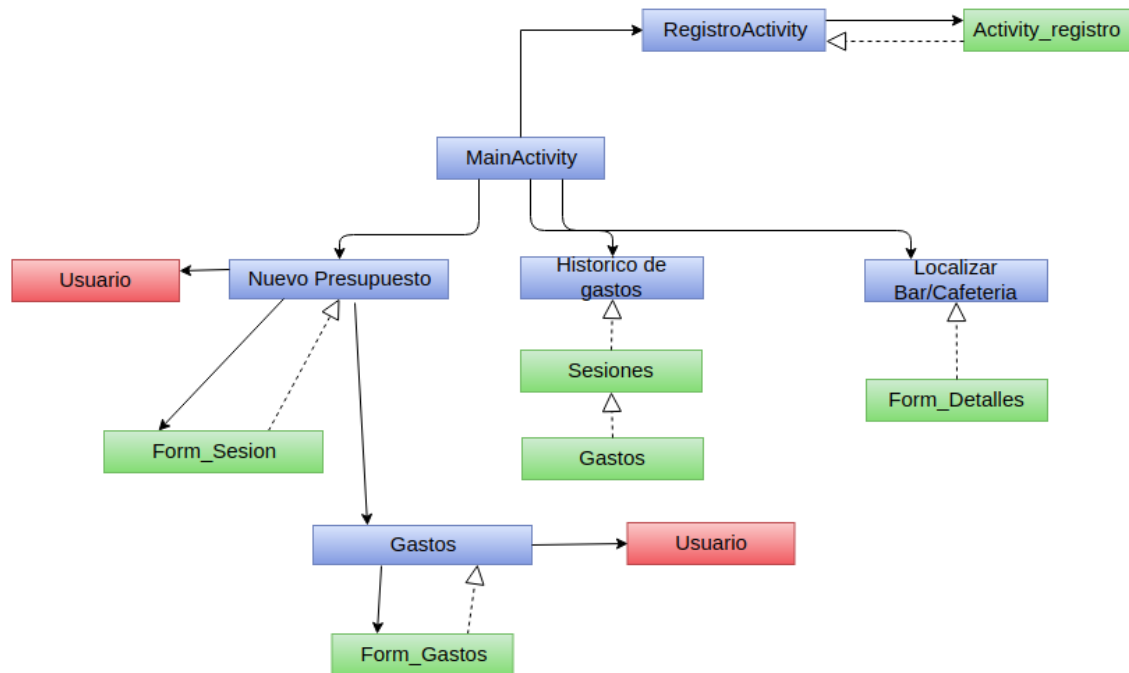 RegistroActivity
Activity_registro
MainActivity
Usuario
Nuevo Presupuesto
Historico de
gastos
Localizar
Bar/Cafeteria
Sesiones
Form_Detalles
Form_Sesion
Gastos
Gastos
Usuario
Form_Gastos